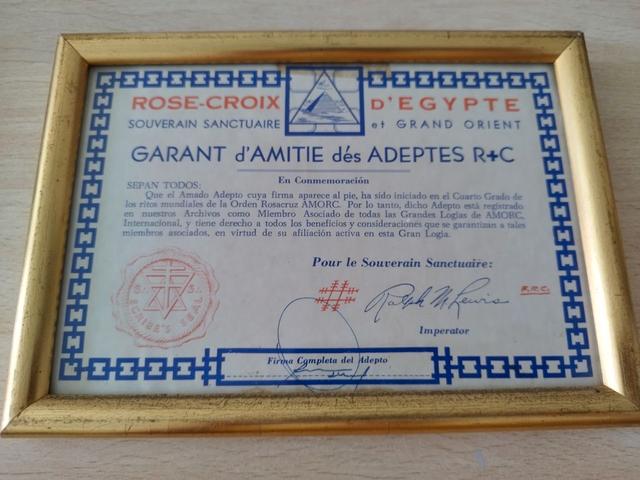 ROSE-CROIX D'EGYPTE
SOUVERAIN SANCTUAIRE et GRAND ORIENT
GARANT d'AMITIE dés ADEPTES R+C
En Conmemoración
SEPAN TODOS:
Que el Amado Adepto cuya firma aparece al pie, ha sido iniciado en el Cuarto Grado de
los ritos mundiales de la Orden Rosacruz AMORC. Por lo tanto, dicho Adepto está registrado
en nuestros Archivos como Miembro Asociado de todas las Grandes Logias de AMORC,
Internacional, y tiene derecho a todos los beneficios y consideraciones que se garantizan a tales
miembros asociados, en virtud de su afiliación activa en esta Gran Logia.
Pour le Souverain Sanctuaire:
S. S.
SCRIBE'S SEAL
Ralph M Lewis
R.R.C.
Imperator
Firma Completa del Adepto